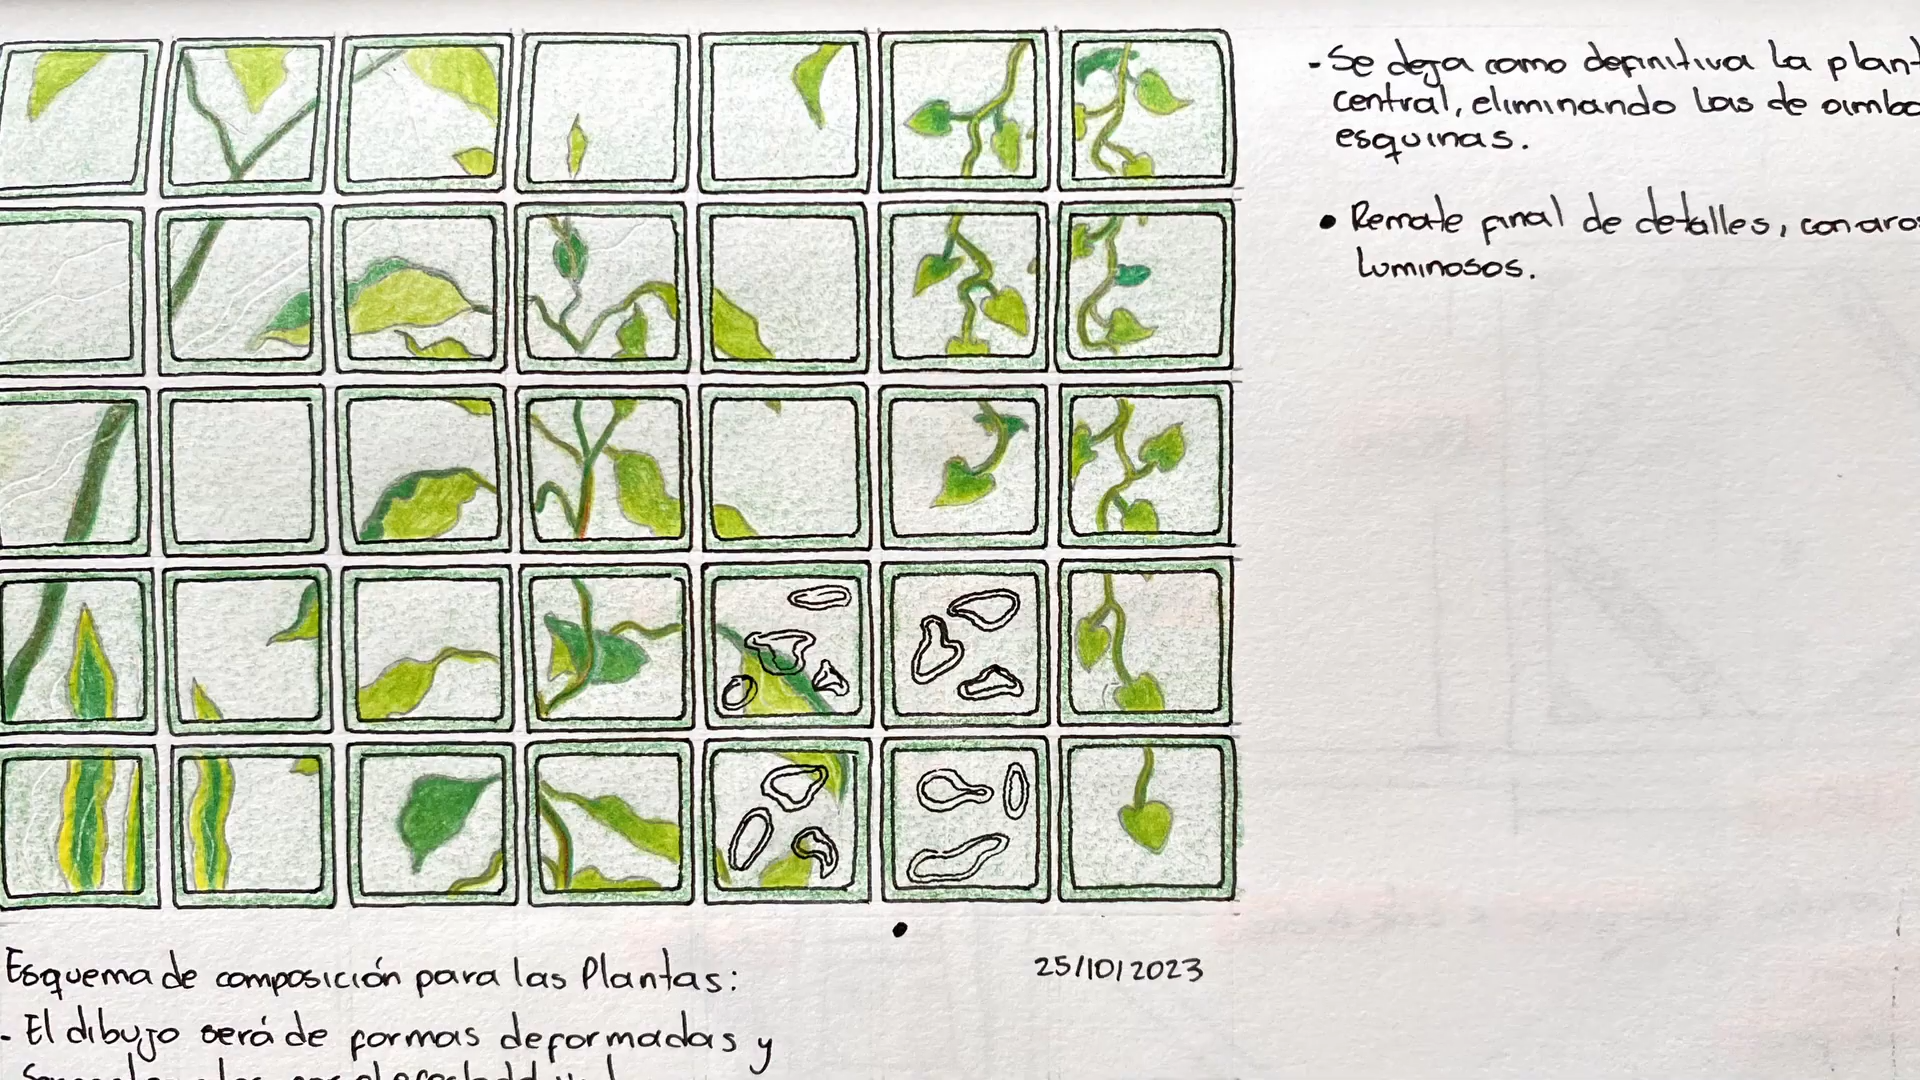 - Se deja como definitiva la plant
central, eliminando las de amba
esquinas.
• Remate final de detalles, con aros
luminosos.
Esquema de composición para las Plantas:
25/10/2023
- El dibujo será de formas deformadas y